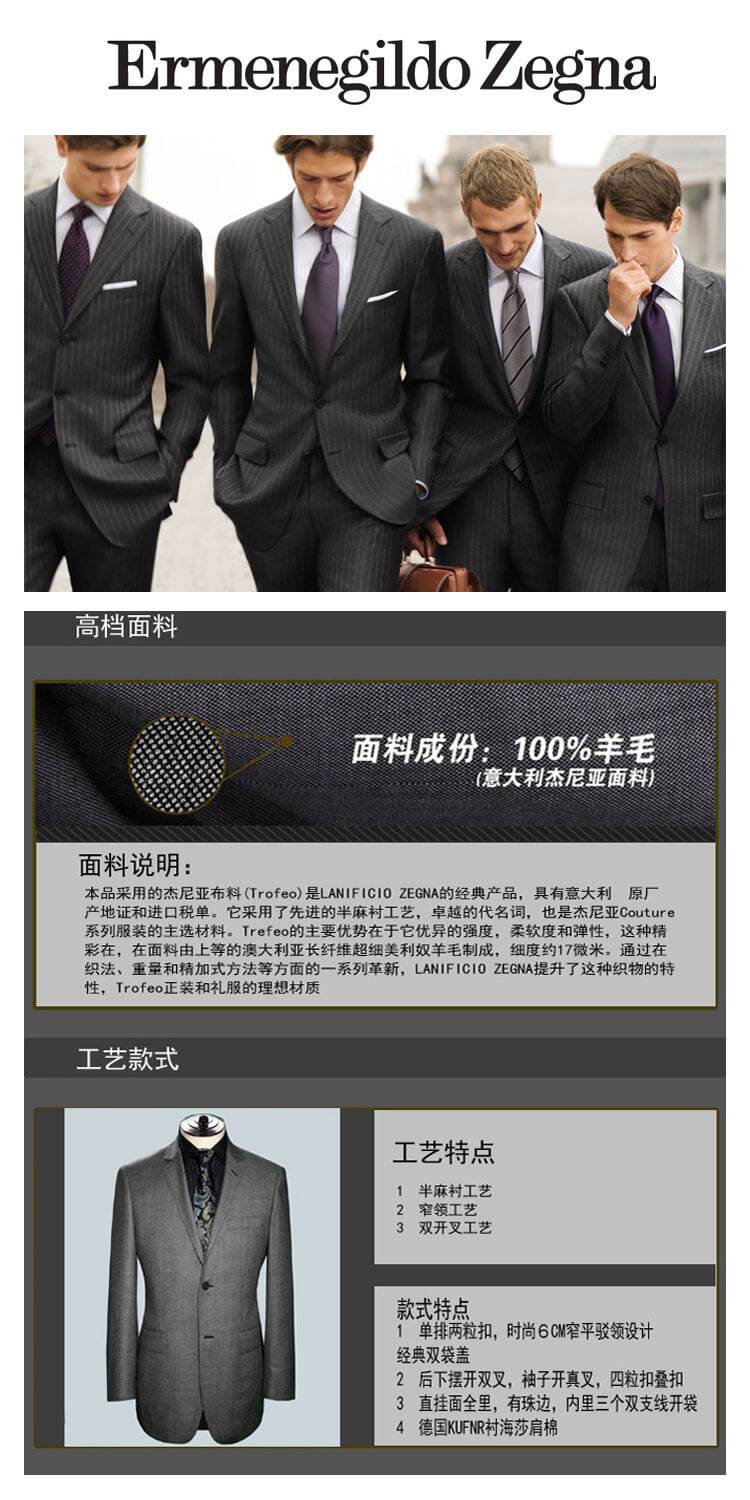 Ermenegildo Zegna
高档面料
面料成份：100%羊毛
(意大利杰尼亚面料)
面料说明：
本品采用的杰尼亚布料(Trofeo)是LANIFICIO ZEGNA的经典产品，具有意大利　原厂
产地证和进口税单。它采用了先进的半麻衬工艺，卓越的代名词，也是杰尼亚Couture
系列服装的主选材料。Trefeo的主要优势在于它优异的强度，柔软度和弹性，这种精
彩在，在面料由上等的澳大利亚长纤维超细美利奴羊毛制成，细度约17微米。通过在
织法、重量和精加式方法等方面的一系列革新，LANIFICIO ZEGNA提升了这种织物的特
性，Trofeo正装和礼服的理想材质
工艺款式
工艺特点
1 半麻衬工艺
2 窄领工艺
3 双开叉工艺
款式特点
1 单排两粒扣，时尚６CM窄平驳领设计
经典双袋盖
2 后下摆开双叉，袖子开真叉，四粒扣叠扣
3 直挂面全里，有珠边，内里三个双支线开袋
4 德国KUFNR衬海莎肩棉